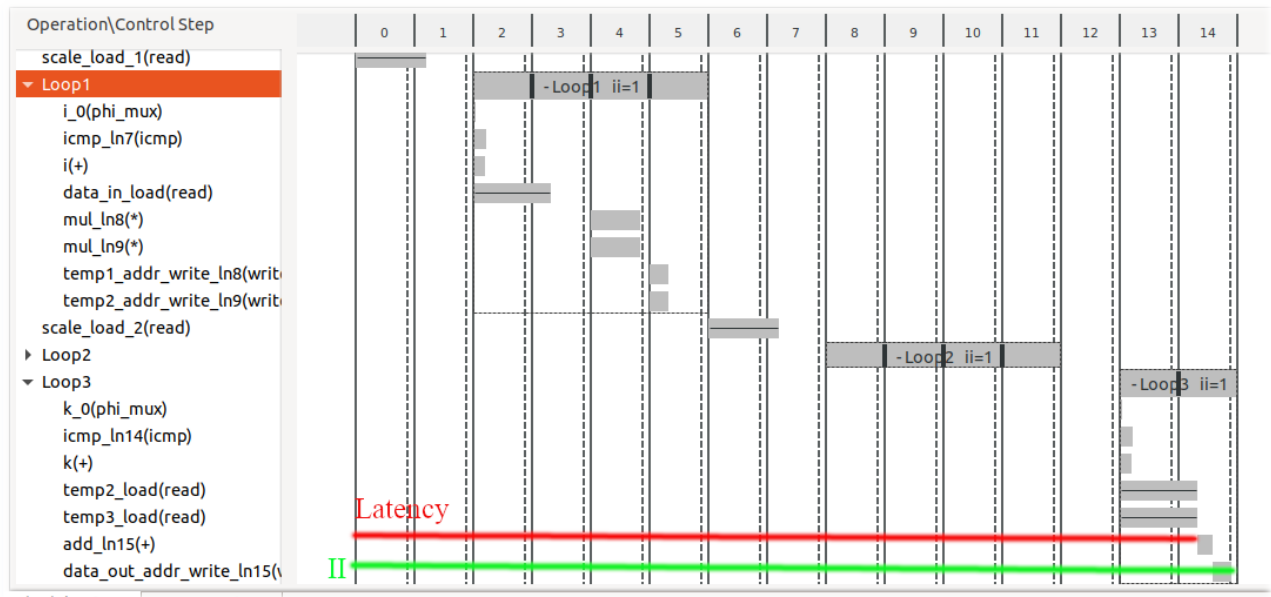 Operation\Control Step 0 1 2 3 4 5 6 7 8 9 10 11 12 13 14
scale_load_1(read)
Loop1 -Loop1 ii=1
i_0(phi_mux)
icmp_ln7(icmp)
i(+)
data_in_load(read)
mul_ln8(*)
mul_ln9(*)
temp1_addr_write_ln8(writ
temp2_addr_write_ln9(writ
scale_load_2(read)
Loop2 -Loop2 ii=1
Loop3 -Loop3 ii=1
k_0(phi_mux)
icmp_ln14(icmp)
k(+)
temp2_load(read)
temp3_load(read)
Latency
add_ln15(+)
data_out_addr_write_ln15(
II